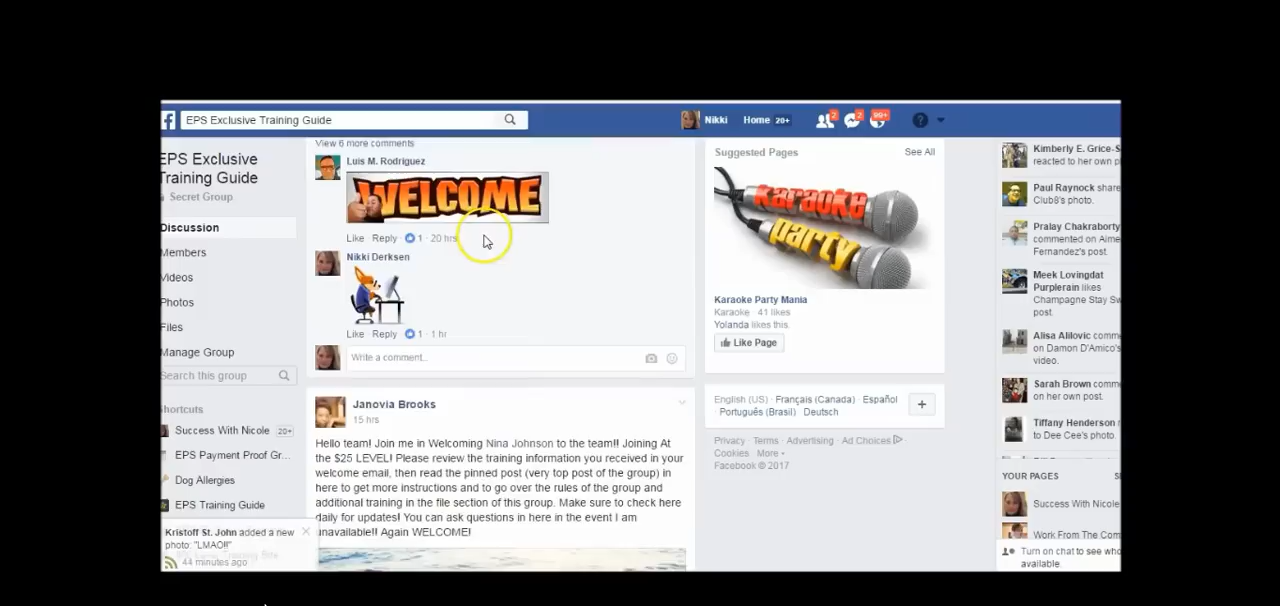 EPS Exclusive Training Guide
Nikki
Home 20+
2
2
99+
EPS Exclusive
Training Guide
Secret Group
Discussion
Members
Videos
Photos
Files
Manage Group
Search this group
Shortcuts
Success With Nicole 20+
EPS Payment Proof Gr...
Dog Allergies
EPS Training Guide
Kristoff St. John added a new
photo: "LMAO!!"
44 minutes ago
View 6 more comments
Luis M. Rodriguez
WELCOME
Like Reply 1 20 hrs
Nikki Derksen
Like Reply 1 · 1 hr
Write a comment...
Janovia Brooks
15 hrs
Hello team! Join me in Welcoming Nina Johnson to the team!! Joining At
the $25 LEVEL! Please review the training information you received in your
welcome email, then read the pinned post (very top post of the group) in
here to get more instructions and to go over the rules of the group and
additional training in the file section of this group. Make sure to check here
daily for updates! You can ask questions in here in the event I am
unavailable!! Again WELCOME!
Suggested Pages See All
karaoke
party
Karaoke Party Mania
Karaoke 41 likes
Yolanda likes this.
Like Page
English (US) · Français (Canada) · Español ·
Português (Brasil) · Deutsch
+
Privacy · Terms · Advertising · Ad Choices ·
Cookies · More
Facebook © 2017
Kimberly E. Grice-S
reacted to her own p
Paul Raynock share
Club8's photo.
Pralay Chakraborty
commented on Aime
Fernandez's post.
Meek Lovingdat
Purplerain likes
Champagne Stay Sw
post.
Alisa Alilovic comme
on Damon D'Amico's
video.
Sarah Brown comme
on her own post.
Tiffany Henderson
to Dee Cee's photo.
YOUR PAGES S
Success With Nicole
Work From The Com
Turn on chat to see who
available